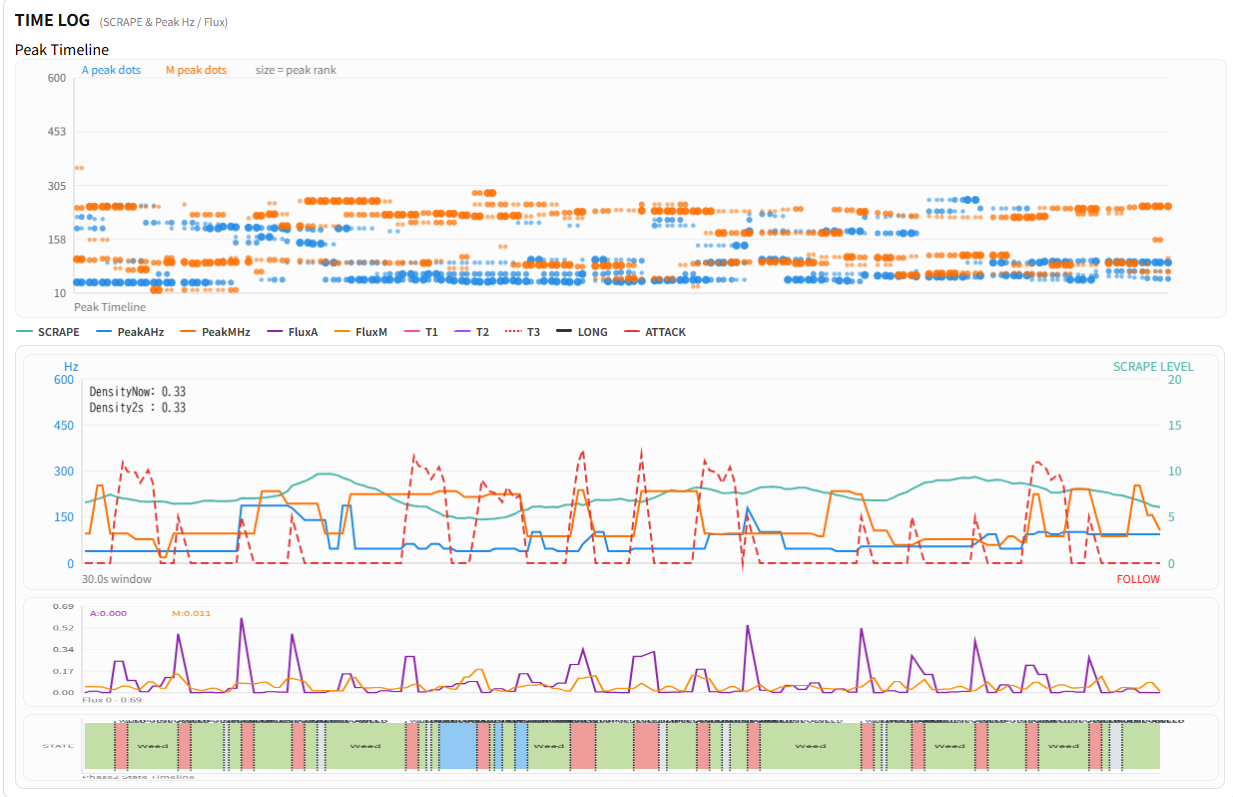 TIME LOG (SCRAPE & Peak Hz / Flux)
Peak Timeline
A peak dots M peak dots size = peak rank
600
453
305
158
10
Peak Timeline
SCRAPE PeakAHz PeakMHz FluxA FluxM T1 T2 T3 LONG ATTACK
Hz SCRAPE LEVEL
600 20
DensityNow: 0.33
Density2s : 0.33
450 15
300 10
150 5
0 0
30.0s window FOLLOW
0.69
A:0.000 M:0.011
0.52
0.34
0.17
0.00
Flux 0 - 0.69
STATE Weed Weed Weed Weed Weed Weed
Phase2 State Timeline